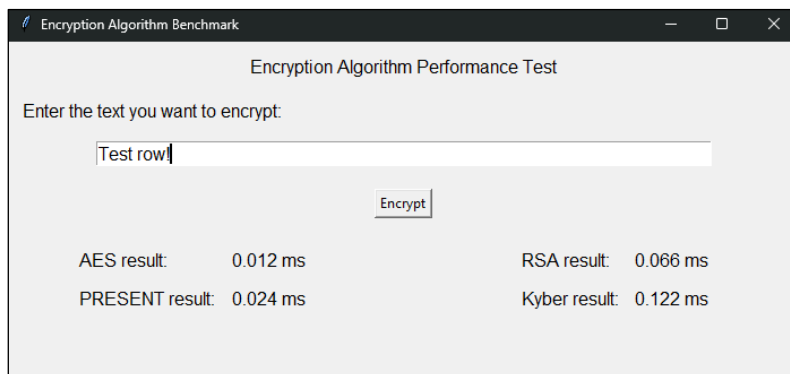 Encryption Algorithm Benchmark
Encryption Algorithm Performance Test
Enter the text you want to encrypt:
Test row!
Encrypt
AES result: 0.012 ms RSA result: 0.066 ms
PRESENT result: 0.024 ms Kyber result: 0.122 ms